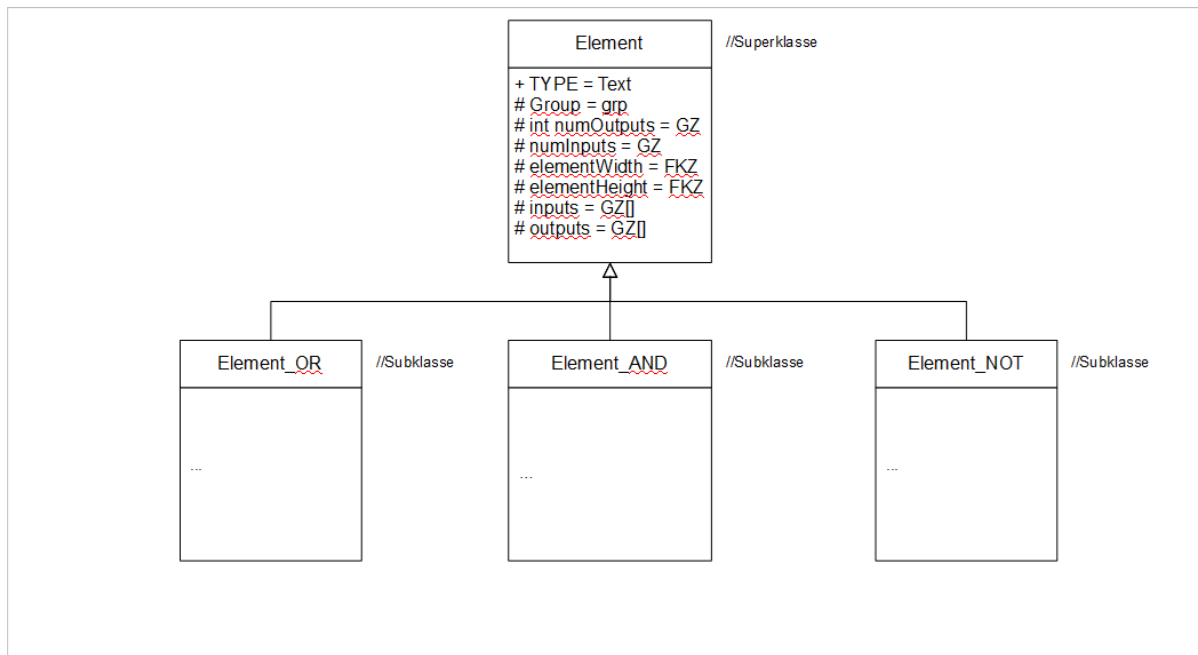 Element
//Superklasse
+ TYPE = Text
# Group = grp
# int numOutputs = GZ
# numInputs = GZ
# elementWidth = FKZ
# elementHeight = FKZ
# inputs = GZ[]
# outputs = GZ[]
Element_OR
//Subklasse
Element_AND
//Subklasse
Element_NOT
//Subklasse
...
...
...